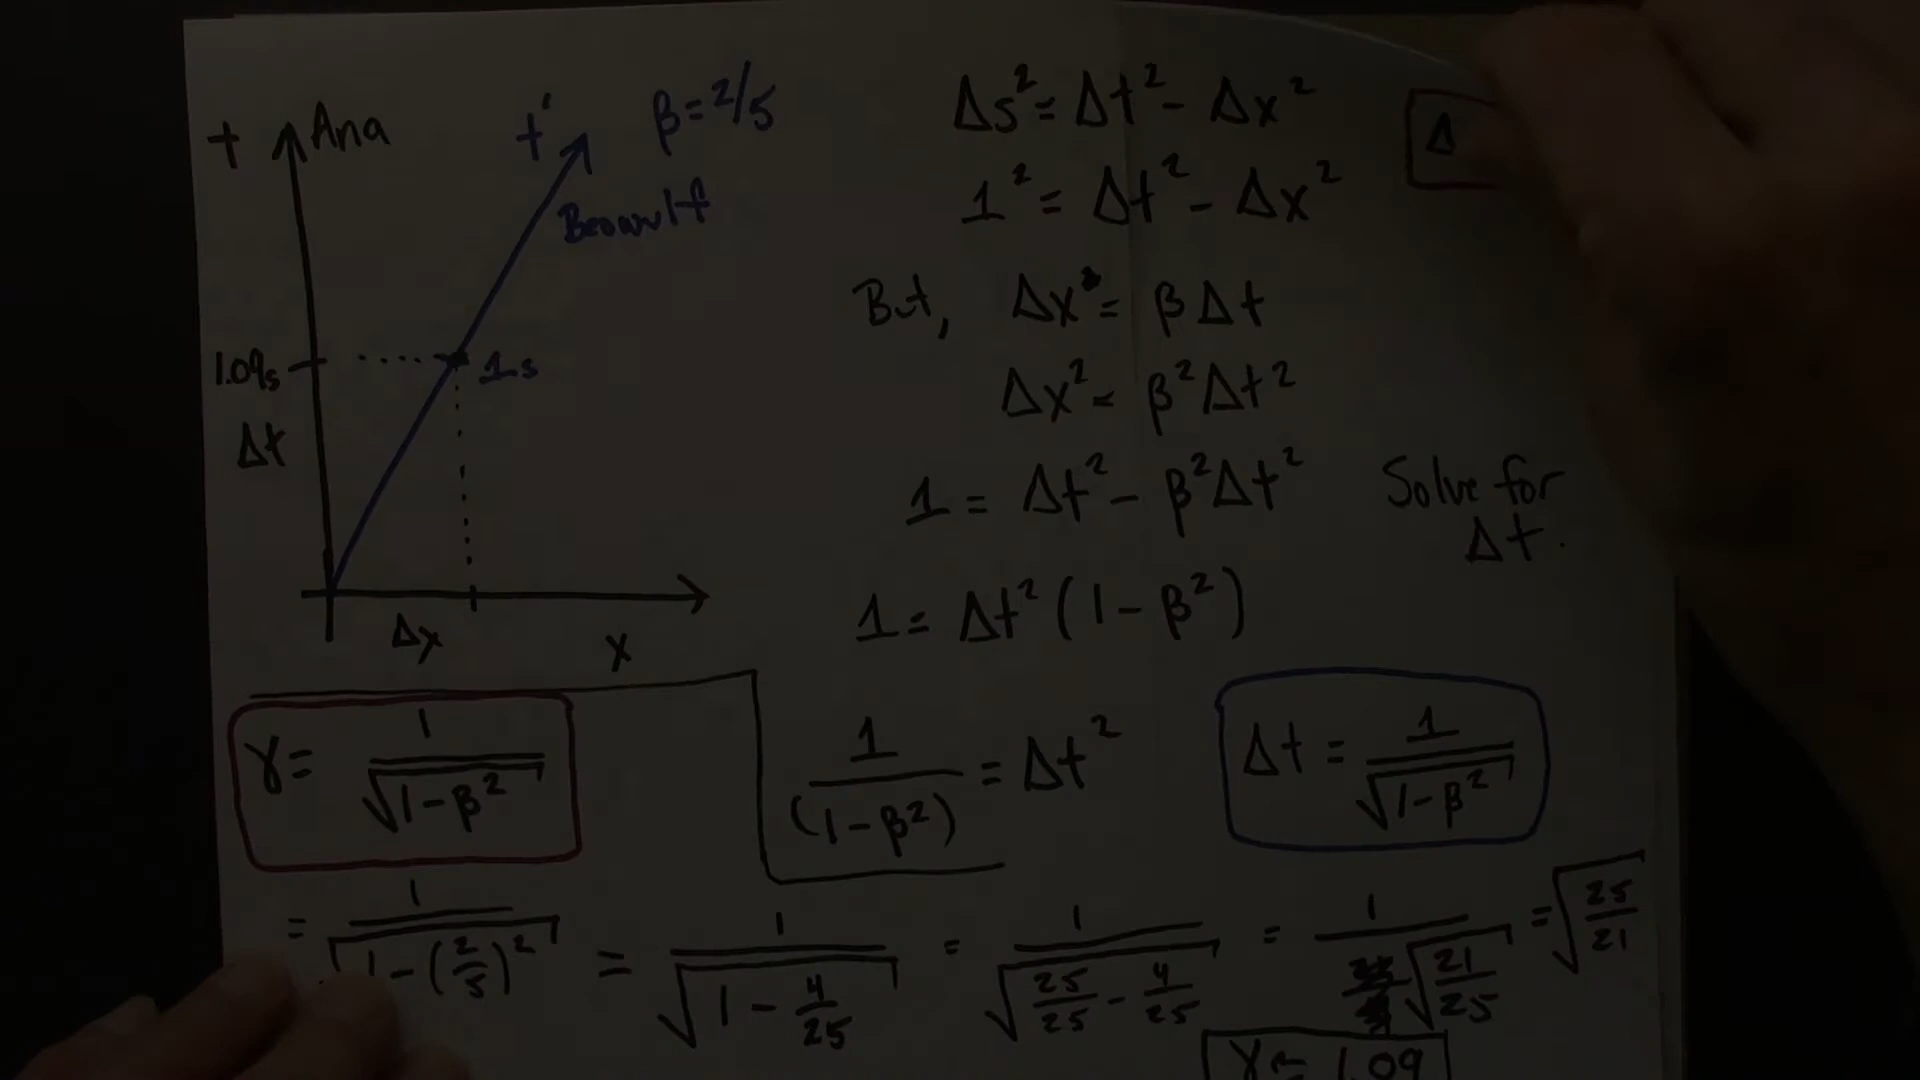 t Ana t' β=2/5
Beowulf
1.09s 1s
Δt
Δx x
Δs² = Δt² - Δx²
1² = Δt² - Δx²
But, Δx = βΔt
Δx² = β²Δt²
1 = Δt² - β²Δt² Solve for
Δt.
1 = Δt² (1 - β²)
Δ
γ = 1/√(1-β²)
1/(1-β²) = Δt²
Δt = 1/√(1-β²)
= 1/√(1-(2/5)²) = 1/√(1 - 4/25) = 1/√(25/25 - 4/25) = 1/√(21/25) = √(25/21)
γ = 1.09